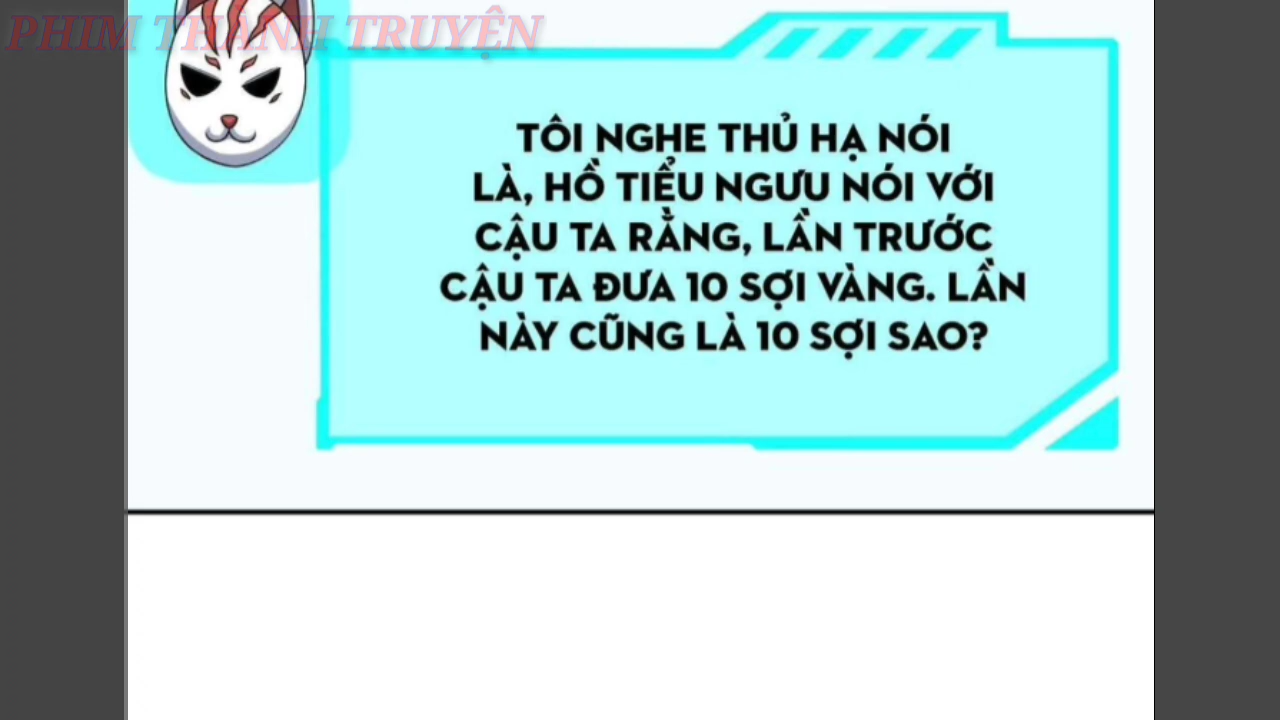 PHIM THÀNH TRUYỆN
TÔI NGHE THỦ HẠ NÓI
LÀ, HỒ TIỂU NGƯU NÓI VỚI
CẬU TA RẰNG, LẦN TRƯỚC
CẬU TA ĐƯA 10 SỢI VÀNG. LẦN
NÀY CŨNG LÀ 10 SỢI SAO?